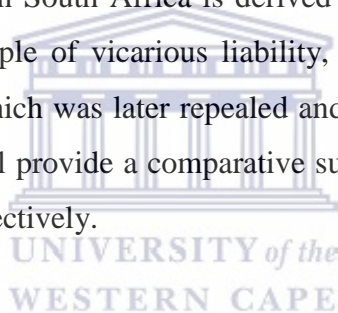 n South Africa is derived
ple of vicarious liability,
which was later repealed and
l provide a comparative su
ectively.
UNIVERSITY of the
WESTERN CAPE